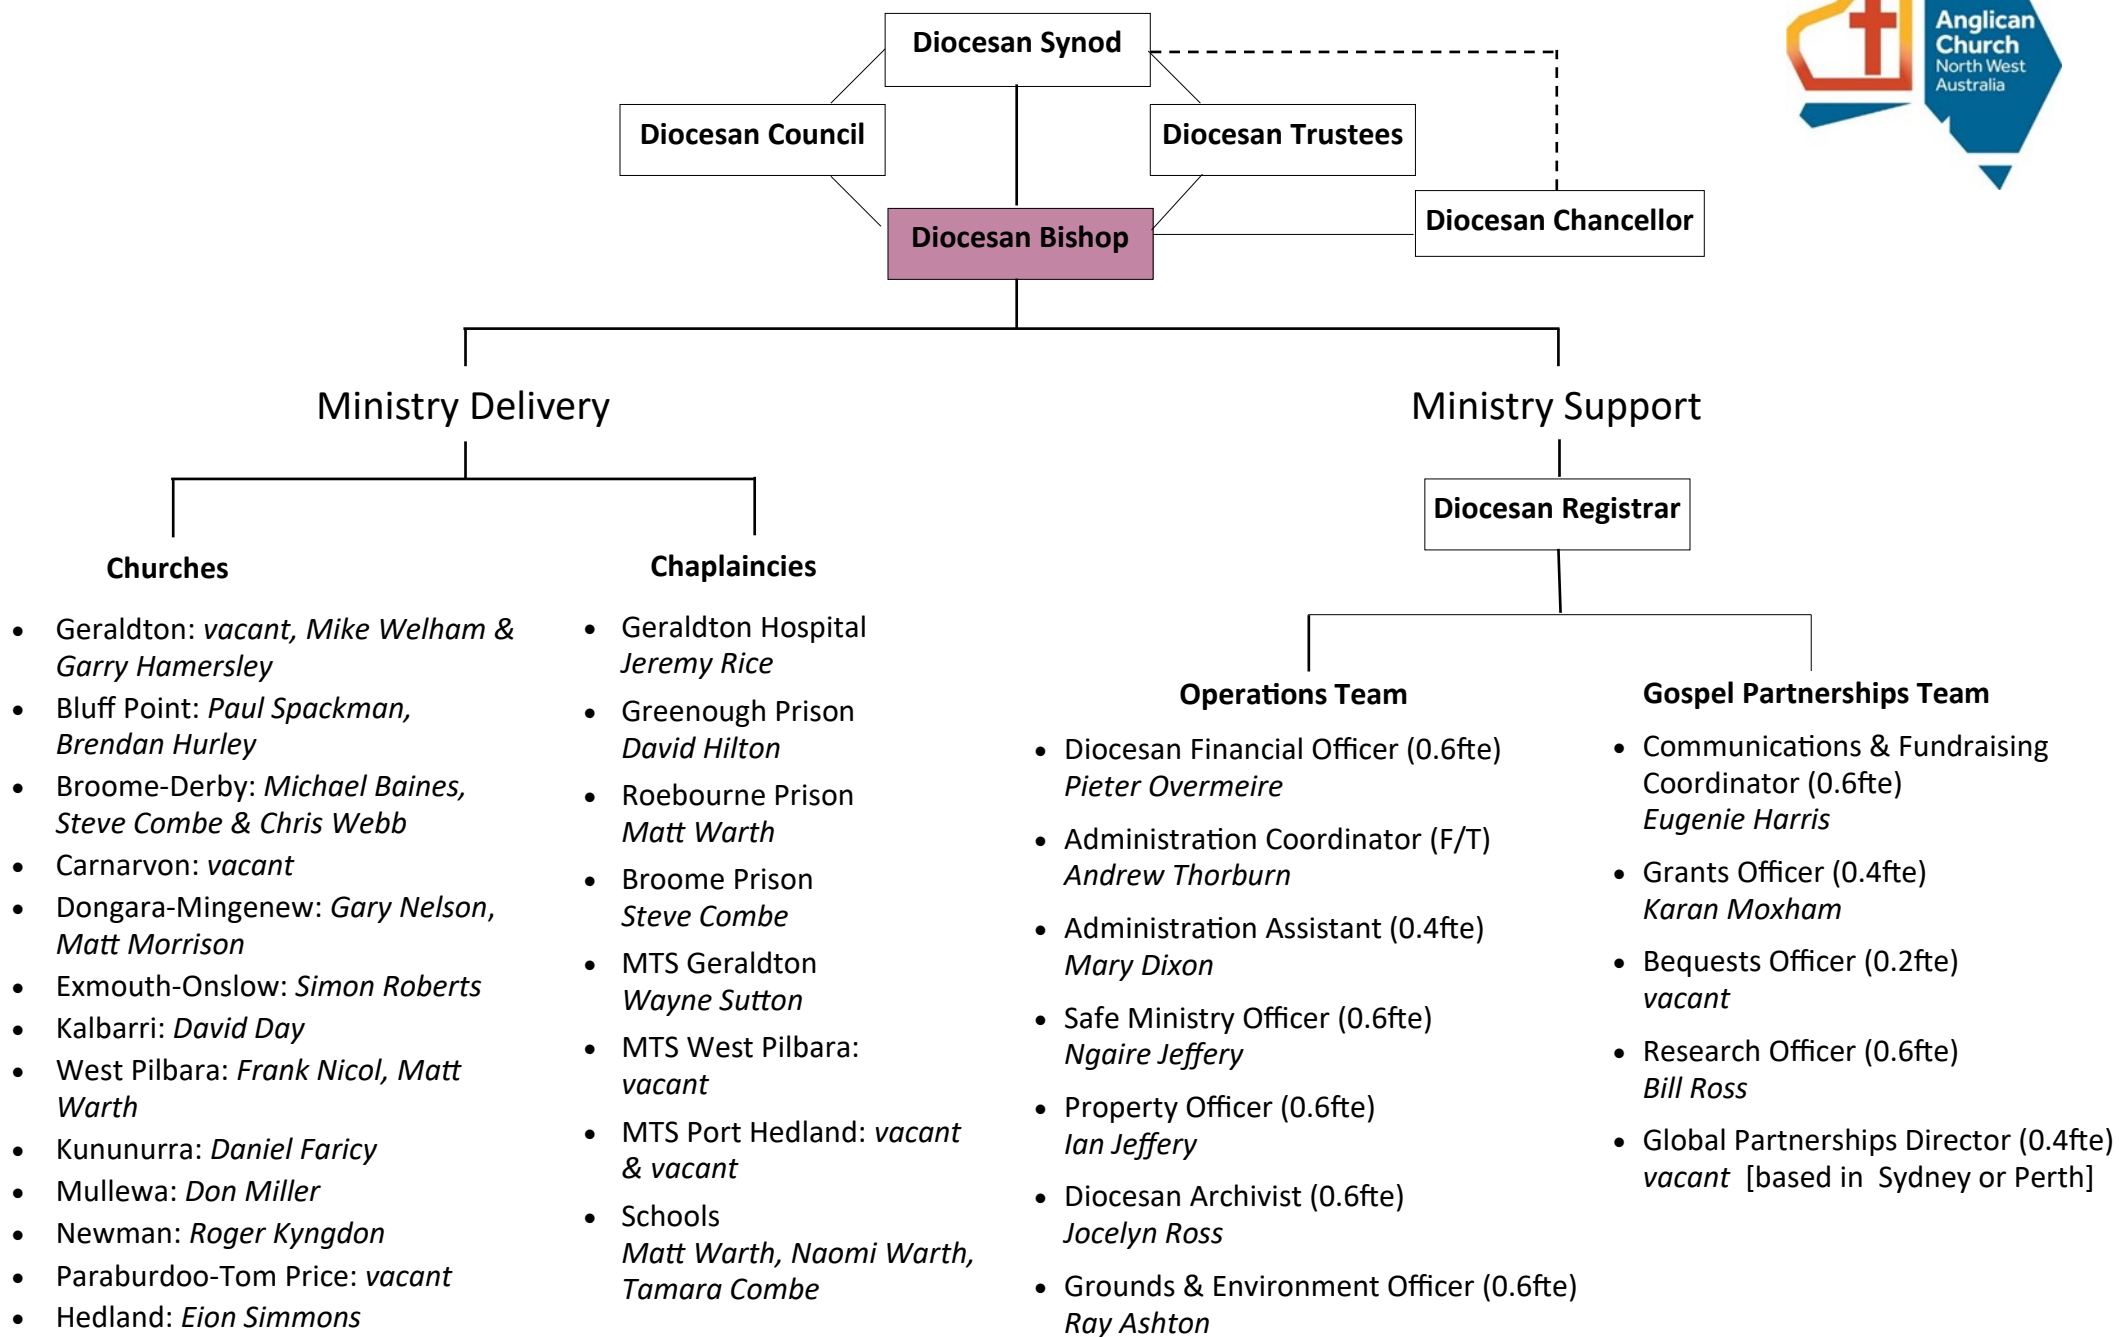 Diocesan Synod
Anglican
Church
North West
Australia
Diocesan Council
Diocesan Trustees
Diocesan Bishop
Diocesan Chancellor
Ministry Delivery
Ministry Support
Diocesan Registrar
Churches
• Geraldton: vacant, Mike Welham &
Garry Hamersley
• Bluff Point: Paul Spackman,
Brendan Hurley
• Broome-Derby: Michael Baines,
Steve Combe & Chris Webb
• Carnarvon: vacant
• Dongara-Mingenew: Gary Nelson,
Matt Morrison
• Exmouth-Onslow: Simon Roberts
• Kalbarri: David Day
• West Pilbara: Frank Nicol, Matt
Warth
• Kununurra: Daniel Faricy
• Mullewa: Don Miller
• Newman: Roger Kyngdon
• Paraburdoo-Tom Price: vacant
• Hedland: Eion Simmons
Chaplaincies
• Geraldton Hospital
Jeremy Rice
• Greenough Prison
David Hilton
• Roebourne Prison
Matt Warth
• Broome Prison
Steve Combe
• MTS Geraldton
Wayne Sutton
• MTS West Pilbara:
vacant
• MTS Port Hedland: vacant
& vacant
• Schools
Matt Warth, Naomi Warth,
Tamara Combe
Operations Team
• Diocesan Financial Officer (0.6fte)
Pieter Overmeire
• Administration Coordinator (F/T)
Andrew Thorburn
• Administration Assistant (0.4fte)
Mary Dixon
• Safe Ministry Officer (0.6fte)
Ngaire Jeffery
• Property Officer (0.6fte)
Ian Jeffery
• Diocesan Archivist (0.6fte)
Jocelyn Ross
• Grounds & Environment Officer (0.6fte)
Ray Ashton
Gospel Partnerships Team
• Communications & Fundraising
Coordinator (0.6fte)
Eugenie Harris
• Grants Officer (0.4fte)
Karan Moxham
• Bequests Officer (0.2fte)
vacant
• Research Officer (0.6fte)
Bill Ross
• Global Partnerships Director (0.4fte)
vacant [based in Sydney or Perth]